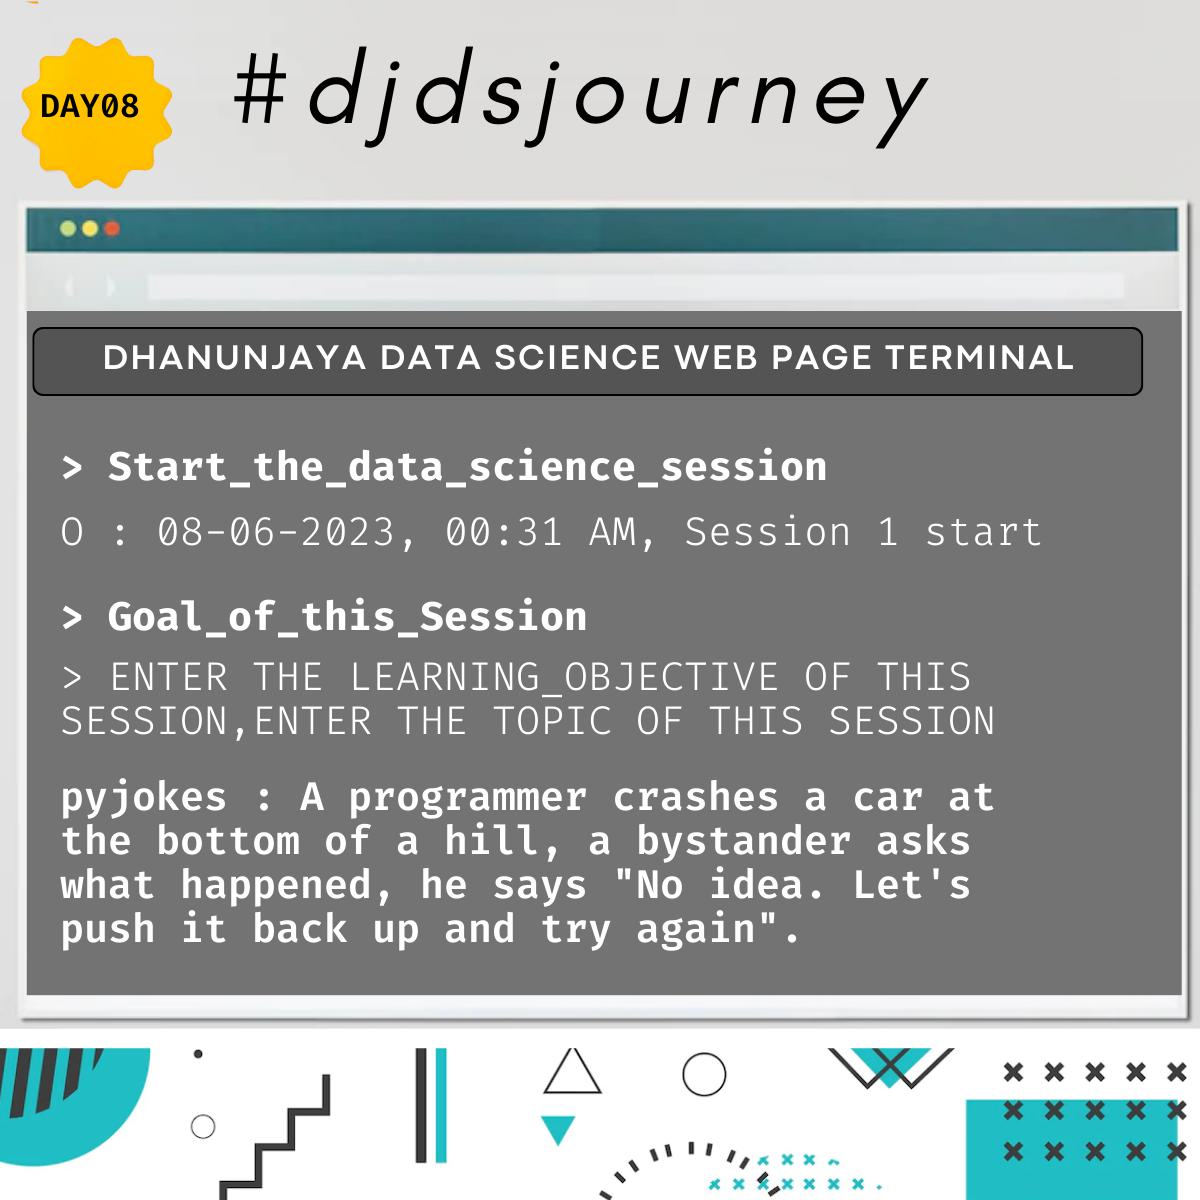 DAY08
#djdsjourney
DHANUNJAYA DATA SCIENCE WEB PAGE TERMINAL
> Start_the_data_science_session
O : 08-06-2023, 00:31 AM, Session 1 start
> Goal_of_this_Session
> ENTER THE LEARNING_OBJECTIVE OF THIS
SESSION,ENTER THE TOPIC OF THIS SESSION
pyjokes : A programmer crashes a car at
the bottom of a hill, a bystander asks
what happened, he says "No idea. Let's
push it back up and try again".